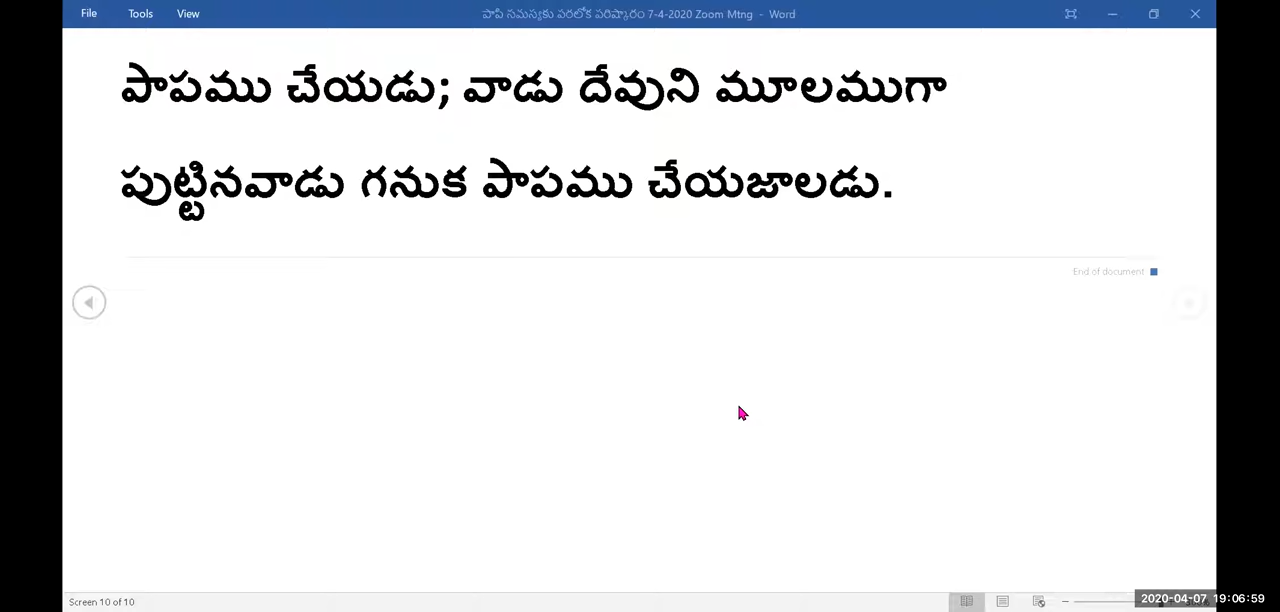 File Tools View పాపి సమస్యకు పరలోక పరిష్కారం 7-4-2020 Zoom Mtng - Word
పాపము చేయడు; వాడు దేవుని మూలముగా
పుట్టినవాడు గనుక పాపము చేయజాలడు.
End of document
Screen 10 of 10
2020-04-07 19:06:59